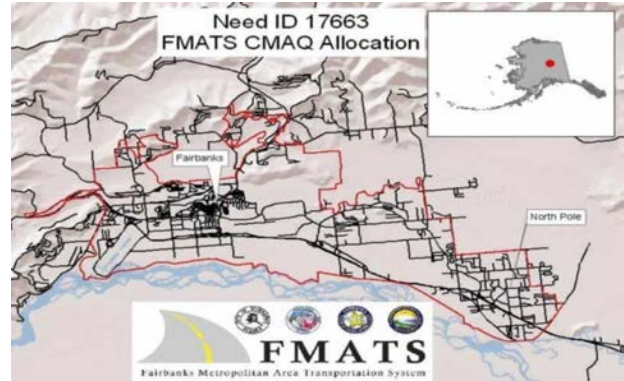 Need ID 17663
FMATS CMAQ Allocation
Fairbanks
North Pole
FMATS
Fairbanks Metropolitan Area Transportation System